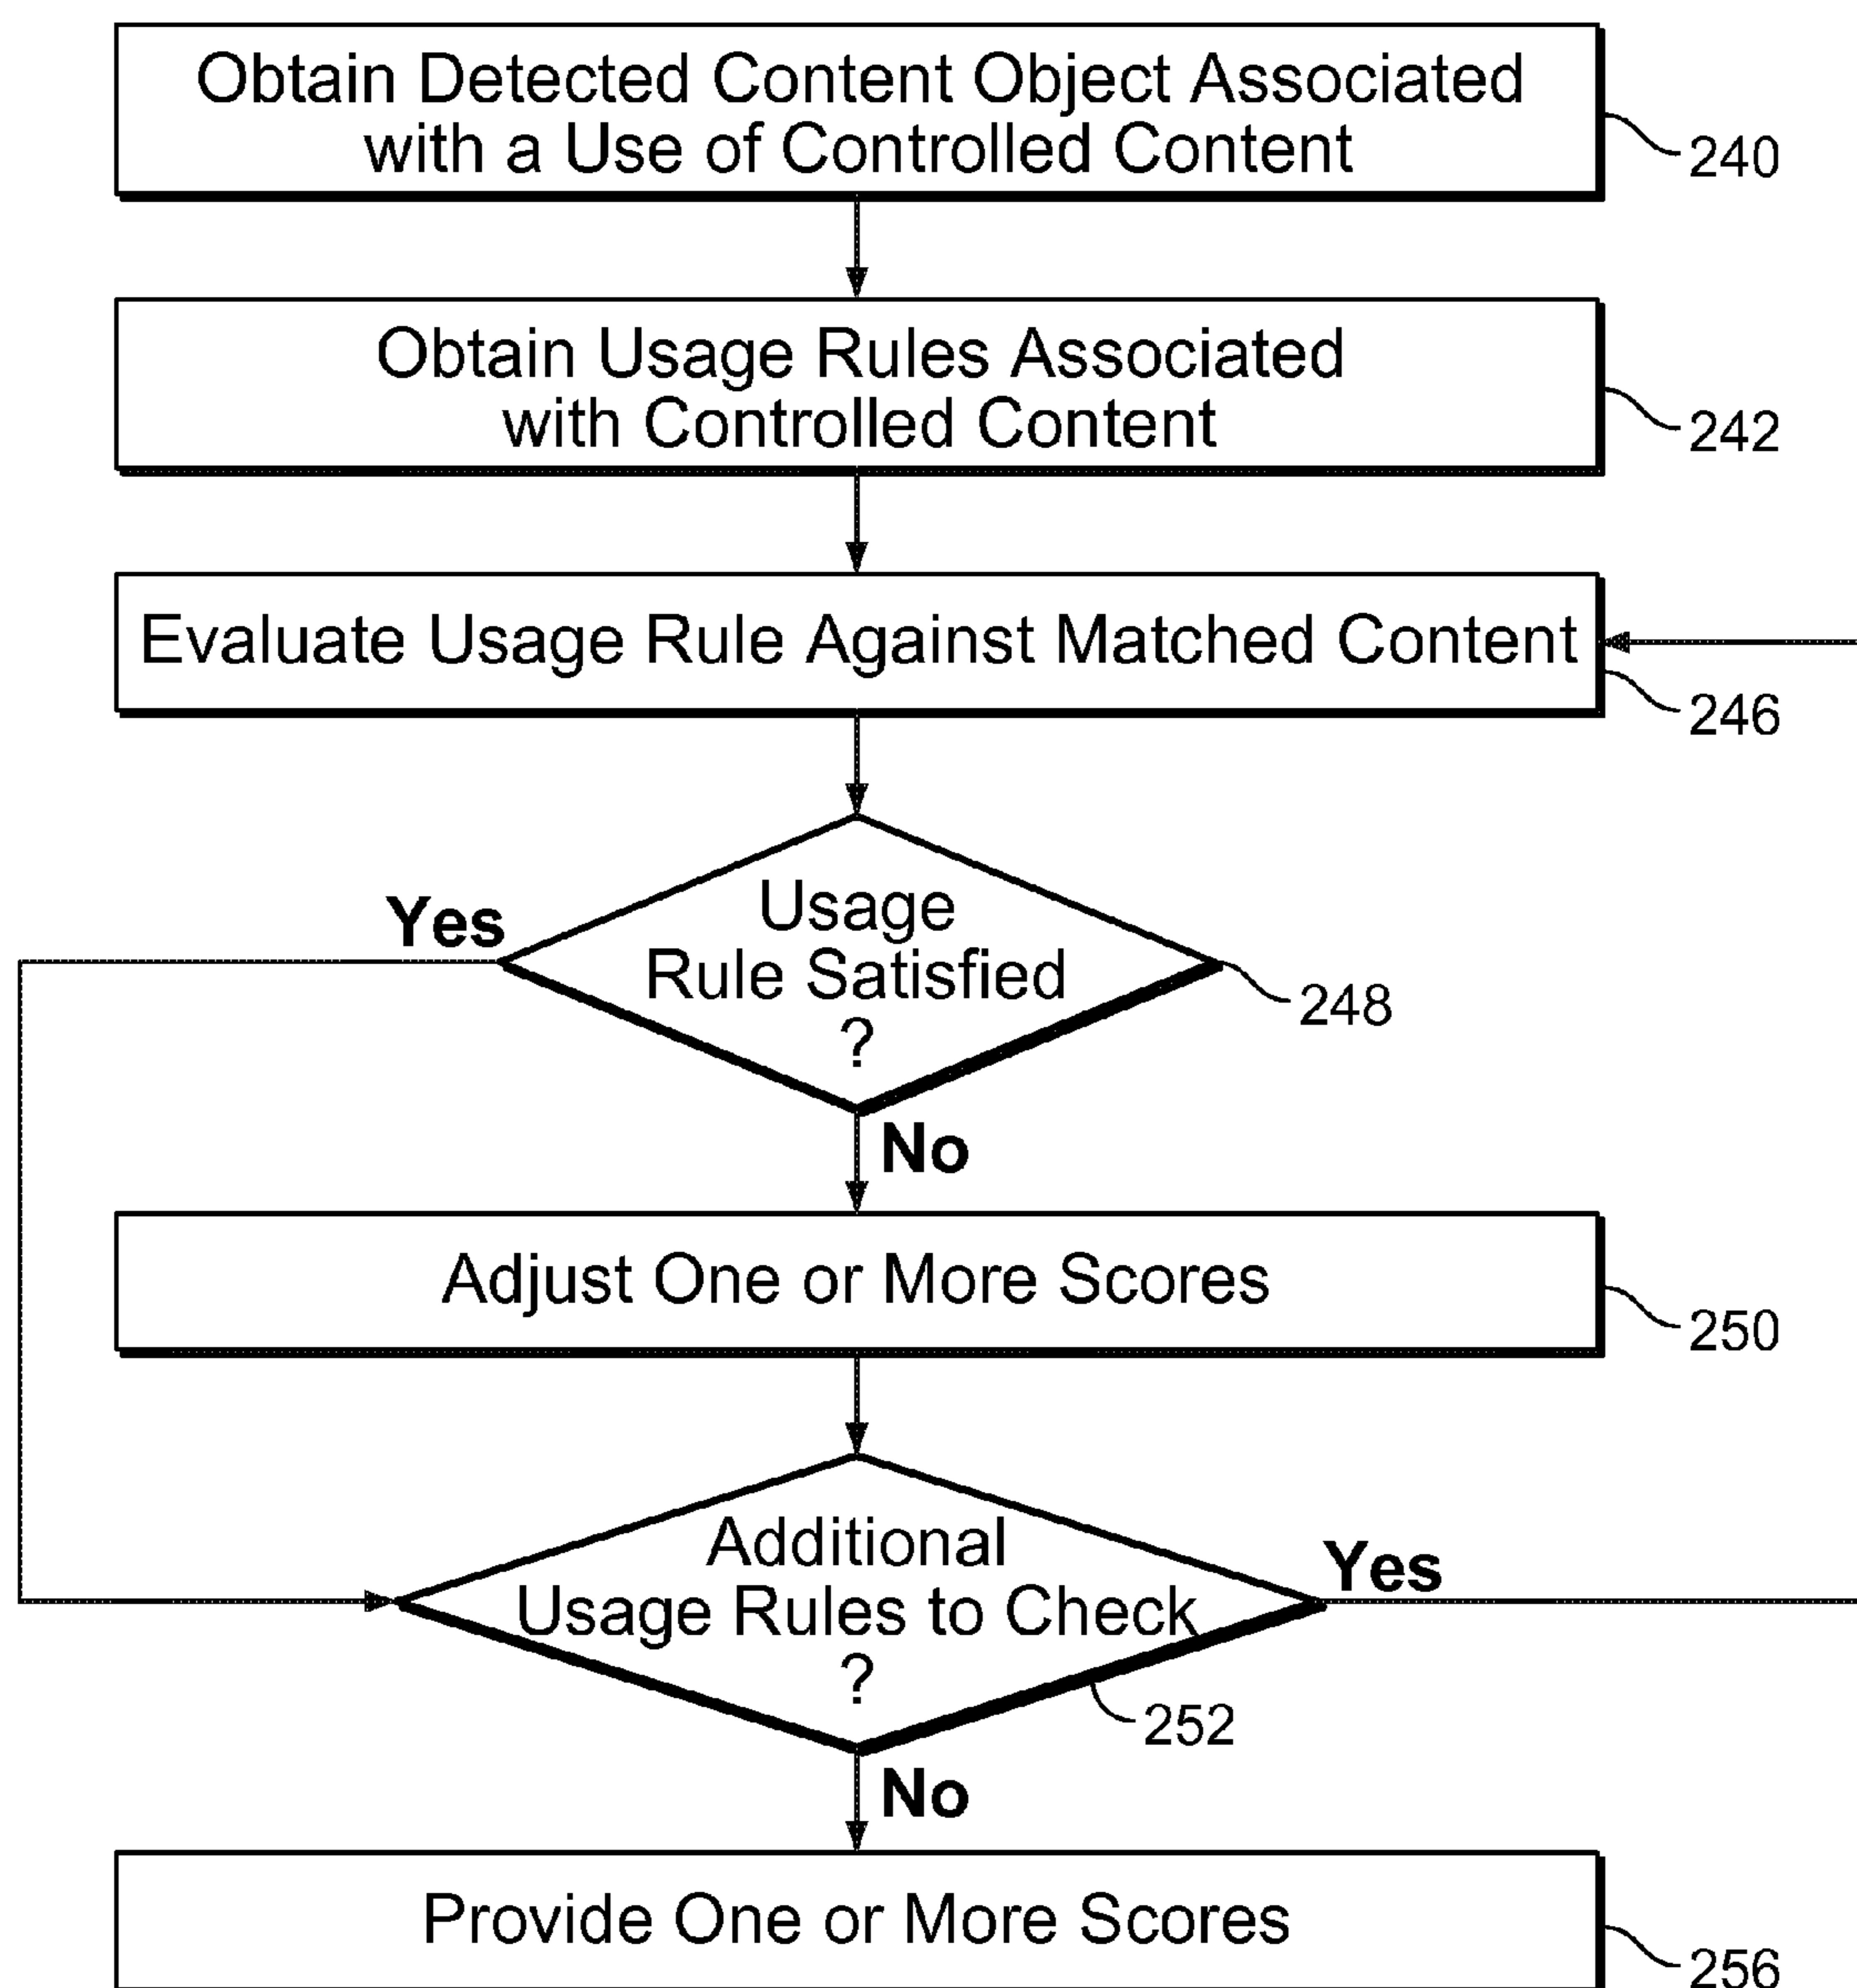 Obtain Detected Content Object Associated
with a Use of Controlled Content
240
Obtain Usage Rules Associated
with Controlled Content
242
Evaluate Usage Rule Against Matched Content
246
Yes
Usage
Rule Satisfied
?
248
No
Adjust One or More Scores
250
Additional
Usage Rules to Check
?
Yes
252
No
Provide One or More Scores
256